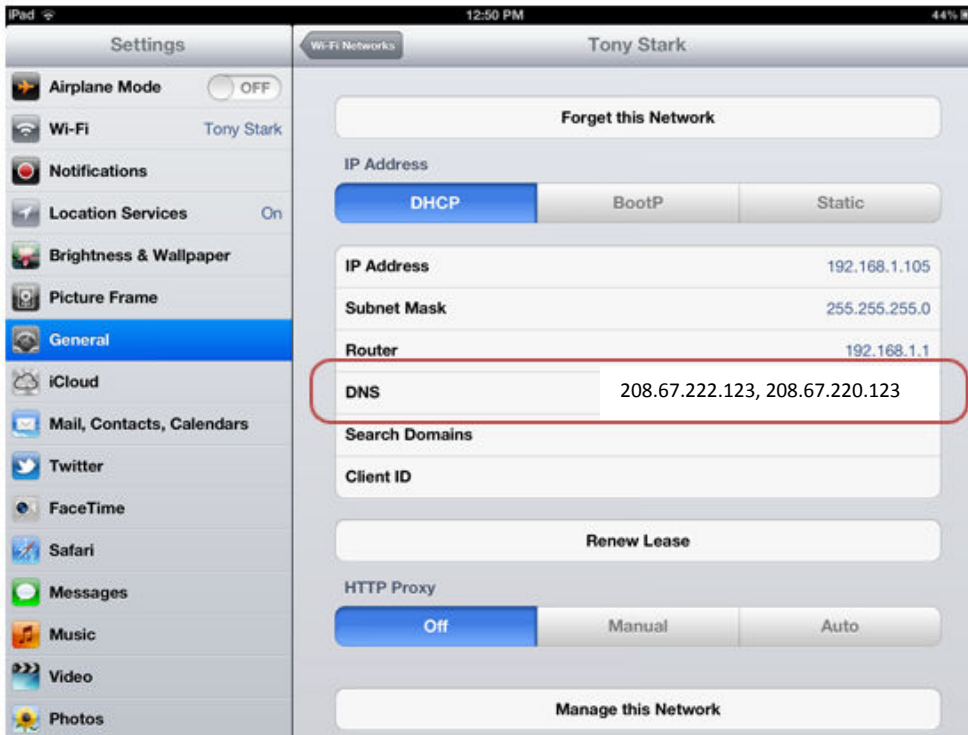 iPad 12:50 PM 44%
Settings
Wi-Fi Networks
Tony Stark
Airplane Mode OFF
Wi-Fi Tony Stark
Notifications
Location Services On
Brightness & Wallpaper
Picture Frame
General
iCloud
Mail, Contacts, Calendars
Twitter
FaceTime
Safari
Messages
Music
Video
Photos
Forget this Network
IP Address
DHCP BootP Static
IP Address 192.168.1.105
Subnet Mask 255.255.255.0
Router 192.168.1.1
DNS 208.67.222.123, 208.67.220.123
Search Domains
Client ID
Renew Lease
HTTP Proxy
Off Manual Auto
Manage this Network